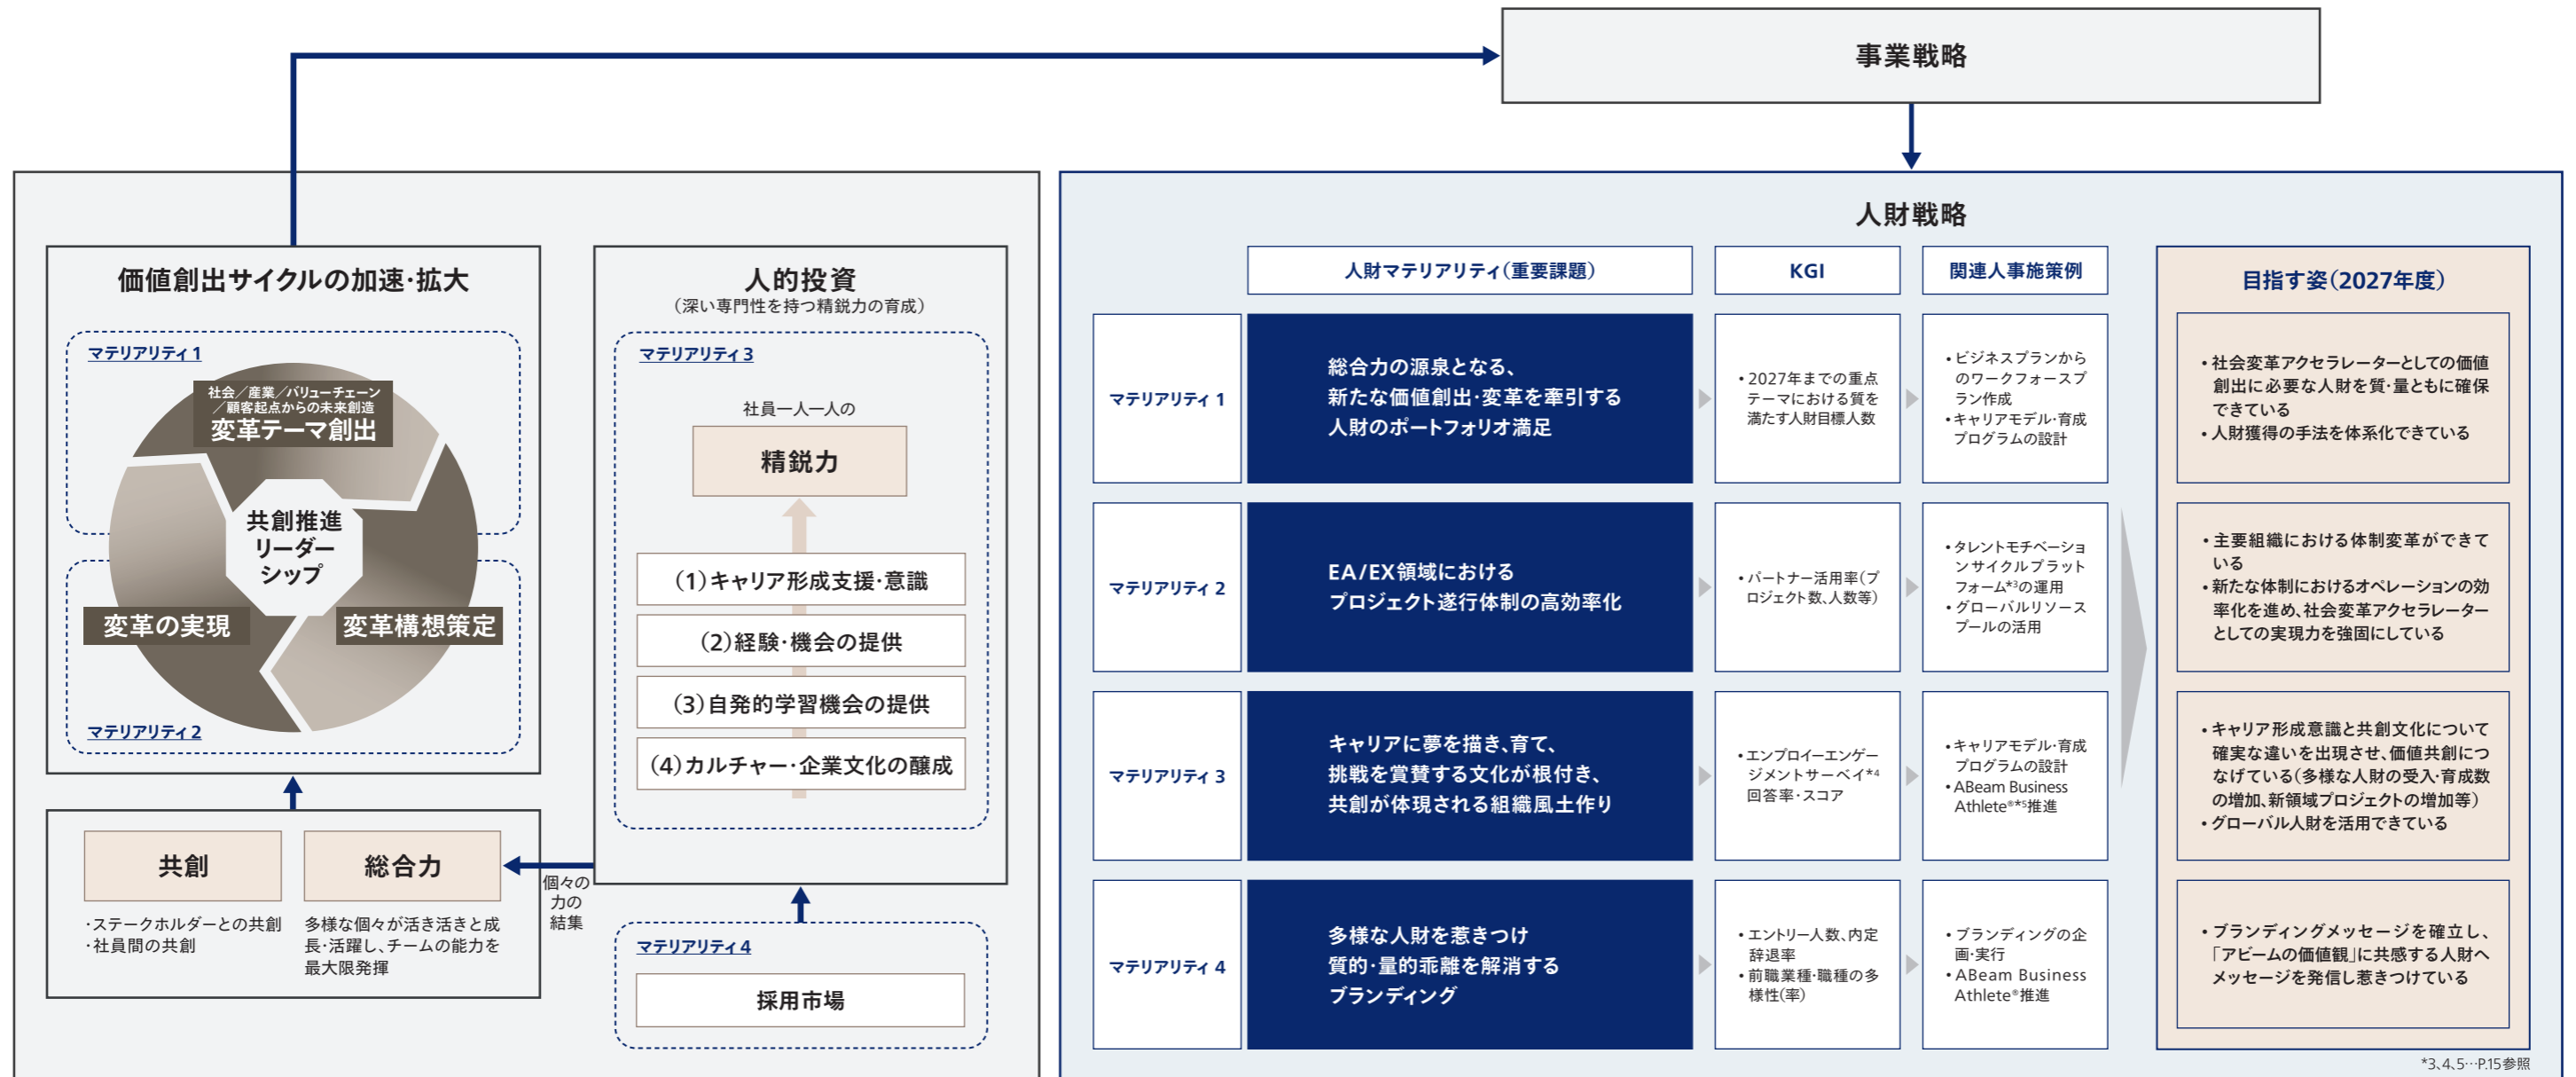 事業戦略
価値創出サイクルの加速・拡大
マテリアリティ1
社会／産業／バリューチェーン
／顧客起点からの未来創造
変革テーマ創出
共創推進
リーダー
シップ
変革の実現
変革構想策定
マテリアリティ2
共創
・ステークホルダーとの共創
・社員間の共創
総合力
多様な個々が活き活きと成
長・活躍し、チームの能力を
最大限発揮
個々の
力の
結集
人的投資
（深い専門性を持つ精鋭力の育成）
マテリアリティ3
社員一人一人の
精鋭力
（1）キャリア形成支援・意識
（2）経験・機会の提供
（3）自発的学習機会の提供
（4）カルチャー・企業文化の醸成
マテリアリティ4
採用市場
人財戦略
人財マテリアリティ（重要課題）
KGI
関連人事施策例
目指す姿（2027年度）
マテリアリティ 1
総合力の源泉となる、
新たな価値創出・変革を牽引する
人財のポートフォリオ満足
• 2027年までの重点
テーマにおける質を
満たす人財目標人数
• ビジネスプランから
のワークフォースプ
ラン作成
• キャリアモデル・育成
プログラムの設計
• 社会変革アクセラレーターとしての価値
創出に必要な人財を質・量ともに確保
できている
• 人財獲得の手法を体系化できている
マテリアリティ 2
EA/EX領域における
プロジェクト遂行体制の高効率化
• パートナー活用率（プ
ロジェクト数、人数等）
• タレントモチベーショ
ンサイクルプラット
フォーム*3の運用
• グローバルリソース
プールの活用
• 主要組織における体制変革ができて
いる
• 新たな体制におけるオペレーションの効
率化を進め、社会変革アクセラレーター
としての実現力を強固にしている
マテリアリティ 3
キャリアに夢を描き、育て、
挑戦を賞賛する文化が根付き、
共創が体現される組織風土作り
• エンプロイーエンゲー
ジメントサーベイ*4
回答率・スコア
• キャリアモデル・育成
プログラムの設計
• ABeam Business
Athlete®*5推進
• キャリア形成意識と共創文化について
確実な違いを出現させ、価値共創につ
なげている（多様な人財の受入・育成数
の増加、新領域プロジェクトの増加等）
• グローバル人財を活用できている
マテリアリティ 4
多様な人財を惹きつけ
質的・量的乖離を解消する
ブランディング
• エントリー人数、内定
辞退率
• 前職業種・職種の多
様性(率)
• ブランディングの企
画・実行
• ABeam Business
Athlete®推進
• ブランディングメッセージを確立し、
「アビームの価値観」に共感する人財へ
メッセージを発信し惹きつけている
*3、4、5…P.15参照